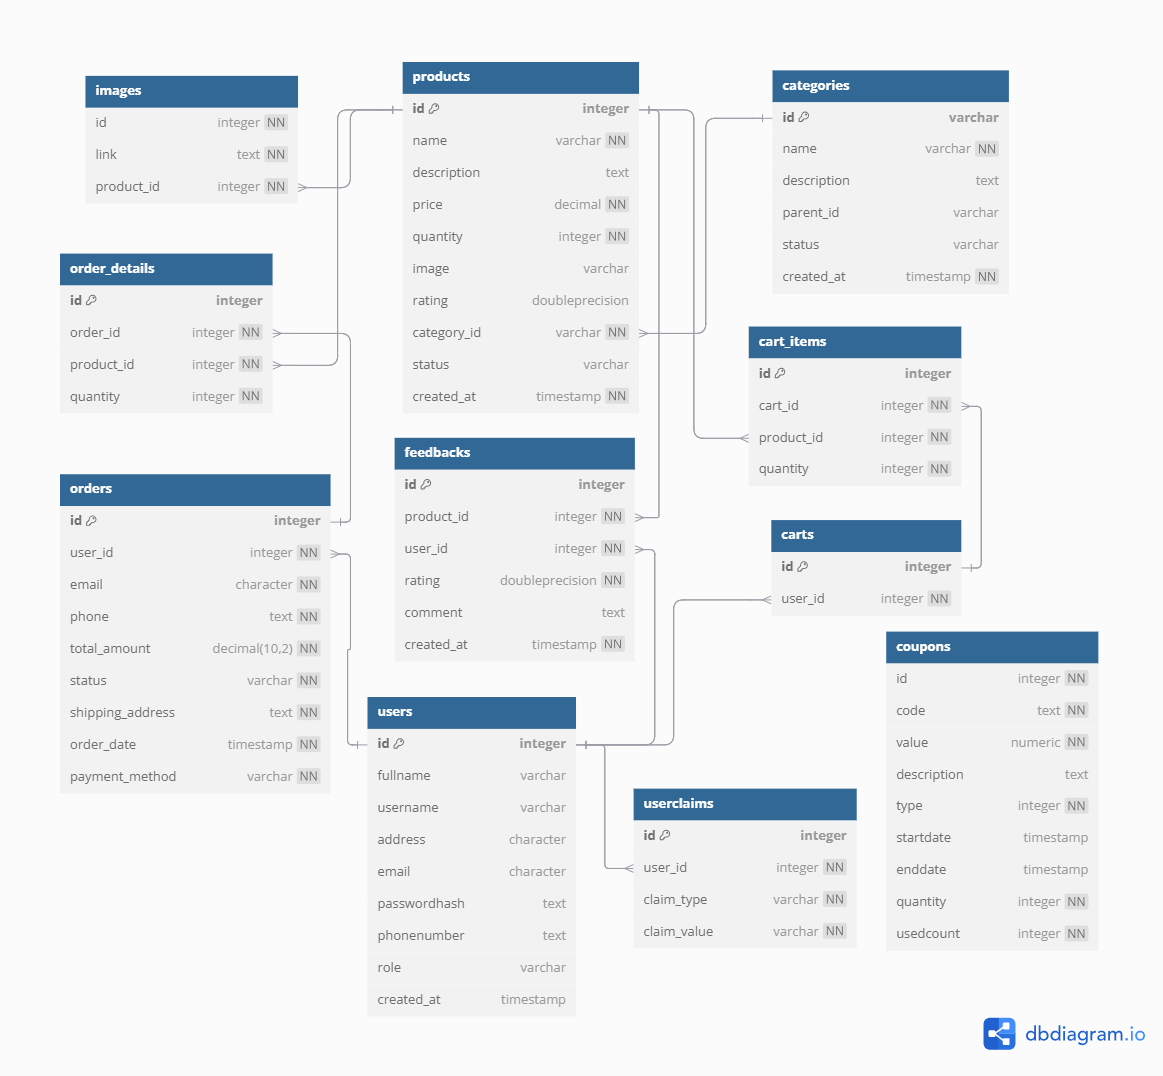 images
id integer NN
link text NN
product_id integer NN
products
id integer
name varchar NN
description text
price decimal NN
quantity integer NN
image varchar
rating doubleprecision
category_id varchar NN
status varchar
created_at timestamp NN
categories
id varchar
name varchar NN
description text
parent_id varchar
status varchar
created_at timestamp NN
order_details
id integer
order_id integer NN
product_id integer NN
quantity integer NN
cart_items
id integer
cart_id integer NN
product_id integer NN
quantity integer NN
feedbacks
id integer
product_id integer NN
user_id integer NN
rating doubleprecision NN
comment text
created_at timestamp NN
orders
id integer
user_id integer NN
email character NN
phone text NN
total_amount decimal(10,2) NN
status varchar NN
shipping_address text NN
order_date timestamp NN
payment_method varchar NN
carts
id integer
user_id integer NN
coupons
id integer NN
code text NN
value numeric NN
description text
type integer NN
startdate timestamp
enddate timestamp
quantity integer NN
usedcount integer NN
users
id integer
fullname varchar
username varchar
address character
email character
passwordhash text
phonenumber text
role varchar
created_at timestamp
userclaims
id integer
user_id integer NN
claim_type varchar NN
claim_value varchar NN
dbdiagram.io